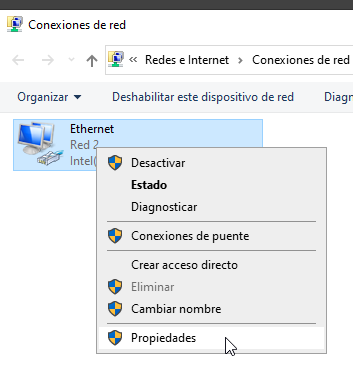 Conexiones de red
Redes e Internet
Conexiones de red
Organizar
Deshabilitar este dispositivo de red
Ethernet
Red 2
Intel(
Desactivar
Estado
Diagnosticar
Conexiones de puente
Crear acceso directo
Eliminar
Cambiar nombre
Propiedades